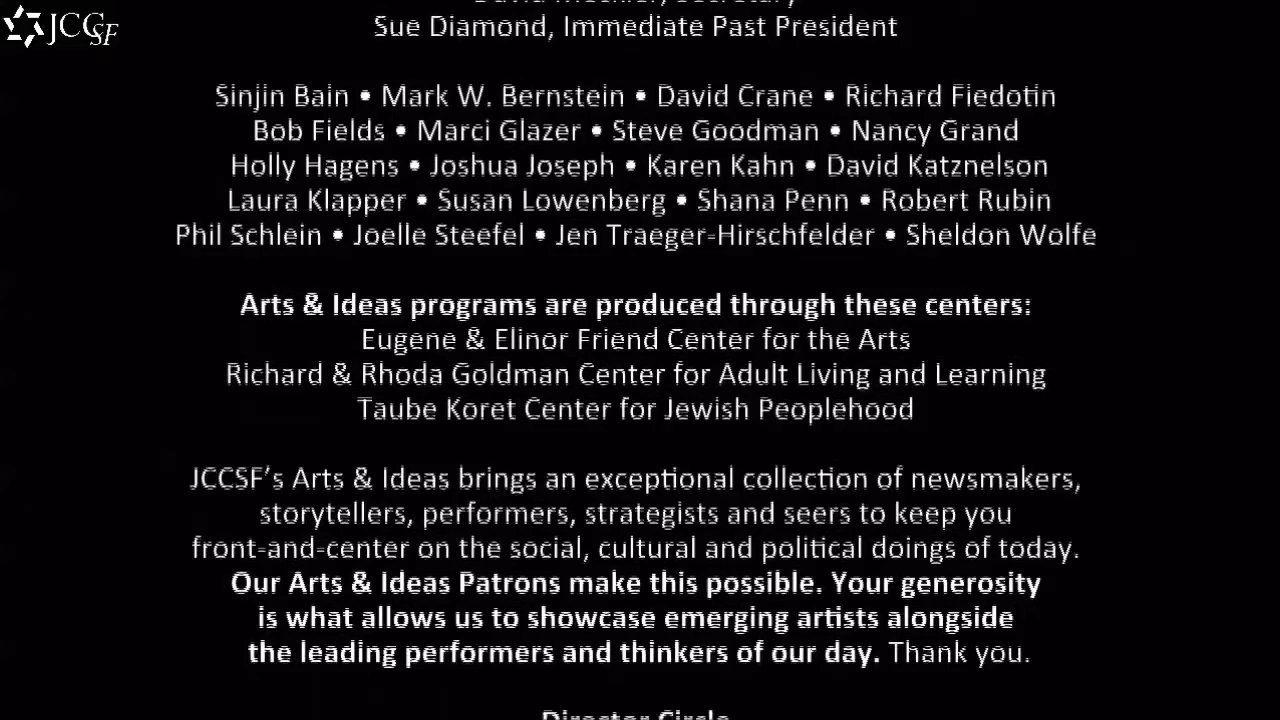 JCCSF
Sue Diamond, Immediate Past President
Sinjin Bain • Mark W. Bernstein • David Crane • Richard Fiedotin
Bob Fields • Marci Glazer • Steve Goodman • Nancy Grand
Holly Hagens • Joshua Joseph • Karen Kahn • David Katznelson
Laura Klapper • Susan Lowenberg • Shana Penn • Robert Rubin
Phil Schlein • Joelle Steefel • Jen Traeger-Hirschfelder • Sheldon Wolfe
Arts & Ideas programs are produced through these centers:
Eugene & Elinor Friend Center for the Arts
Richard & Rhoda Goldman Center for Adult Living and Learning
Taube Koret Center for Jewish Peoplehood
JCCSF’s Arts & Ideas brings an exceptional collection of newsmakers,
storytellers, performers, strategists and seers to keep you
front-and-center on the social, cultural and political doings of today.
Our Arts & Ideas Patrons make this possible. Your generosity
is what allows us to showcase emerging artists alongside
the leading performers and thinkers of our day. Thank you.
Director Circle